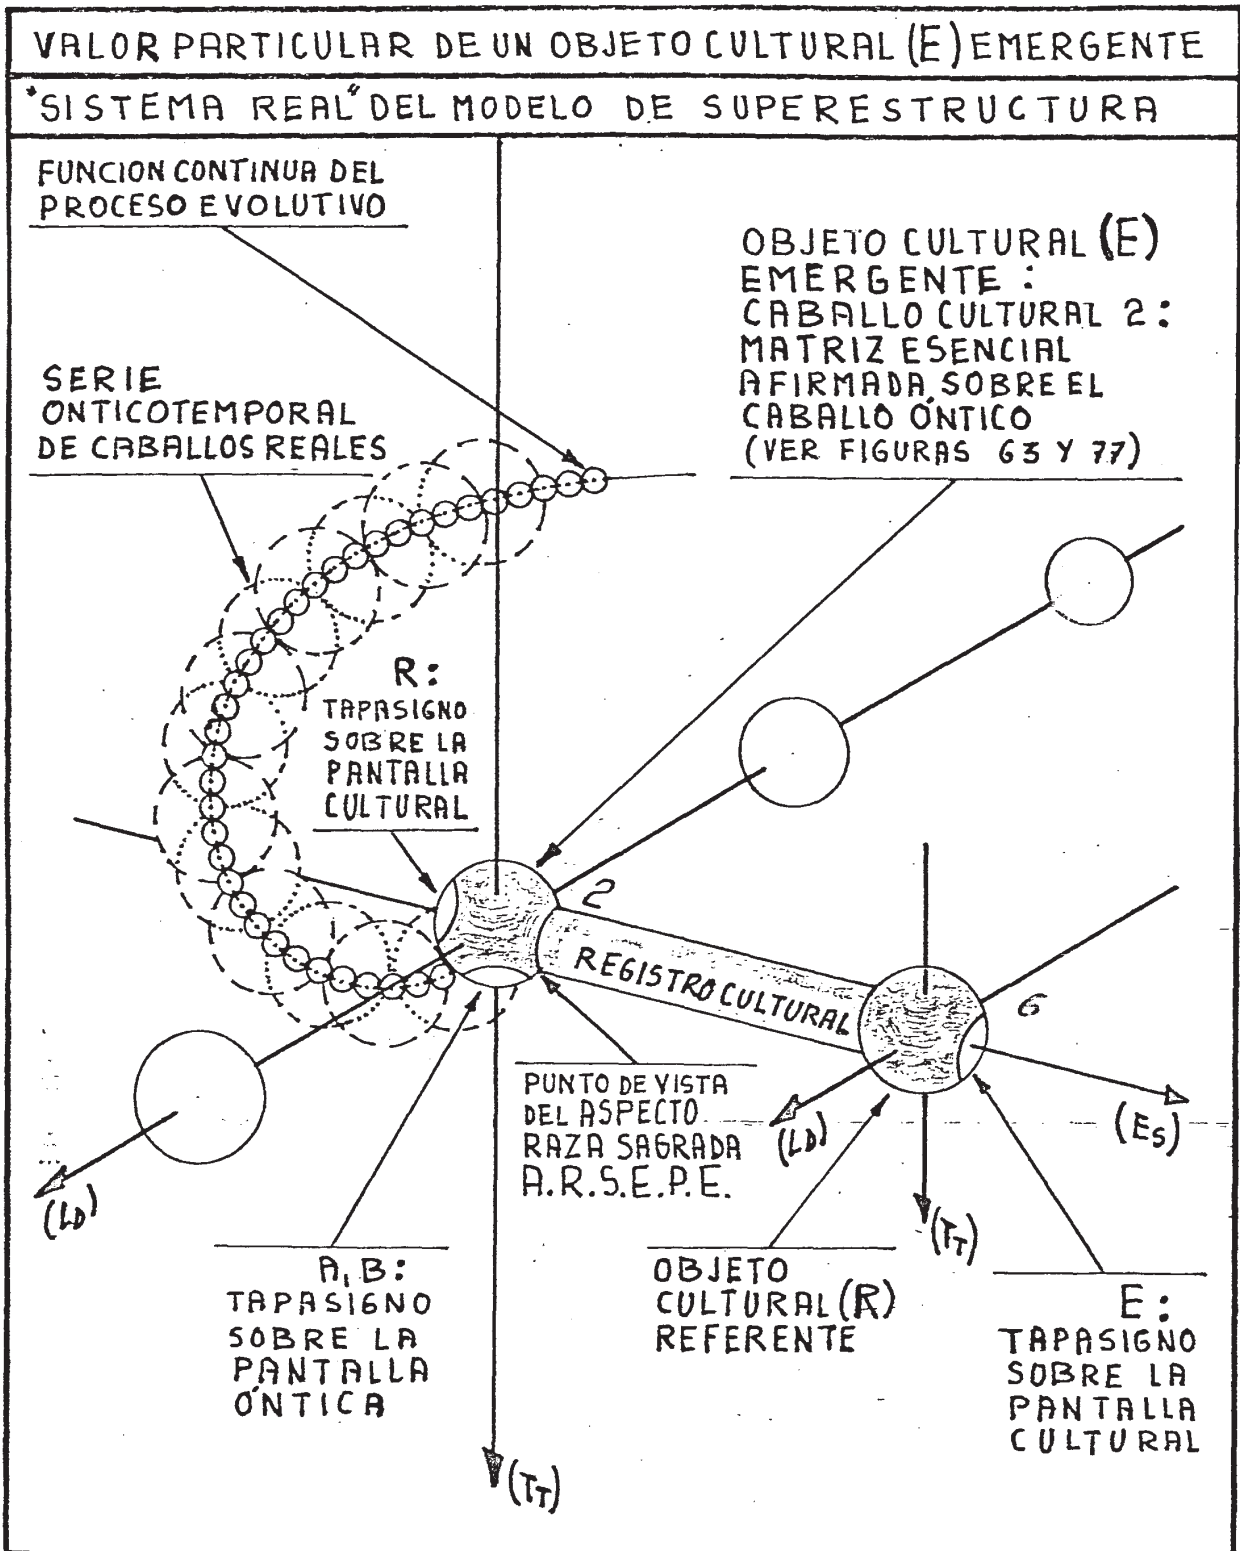 VALOR PARTICULAR DE UN OBJETO CULTURAL (E) EMERGENTE
"SISTEMA REAL" DEL MODELO DE SUPERESTRUCTURA
FUNCION CONTINUA DEL
PROCESO EVOLUTIVO
OBJETO CULTURAL (E)
EMERGENTE :
CABALLO CULTURAL 2:
MATRIZ ESENCIAL
AFIRMADA SOBRE EL
CABALLO ÓNTICO
(VER FIGURAS 63 Y 77)
SERIE
ONTICOTEMPORAL
DE CABALLOS REALES
R:
TAPASIGNO
SOBRE LA
PANTALLA
CULTURAL
2
REGISTRO CULTURAL
6
PUNTO DE VISTA
DEL ASPECTO
RAZA SAGRADA
A.R.S.E.P.E.
(LD)
(ES)
(LD)
(TT)
A, B:
TAPASIGNO
SOBRE LA
PANTALLA
ÓNTICA
OBJETO
CULTURAL (R)
REFERENTE
E:
TAPASIGNO
SOBRE LA
PANTALLA
CULTURAL
(TT)